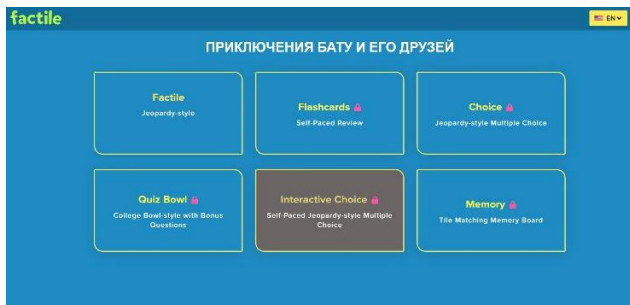 factile
EN
ПРИКЛЮЧЕНИЯ БАТУ И ЕГО ДРУЗЕЙ
Factile
Jeopardy-style
Flashcards
Self-Paced Review
Choice
Jeopardy-style Multiple Choice
Quiz Bowl
College Bowl-style with Bonus
Questions
Interactive Choice
Self-Paced Jeopardy-style Multiple
Choice
Memory
Tile Matching Memory Board